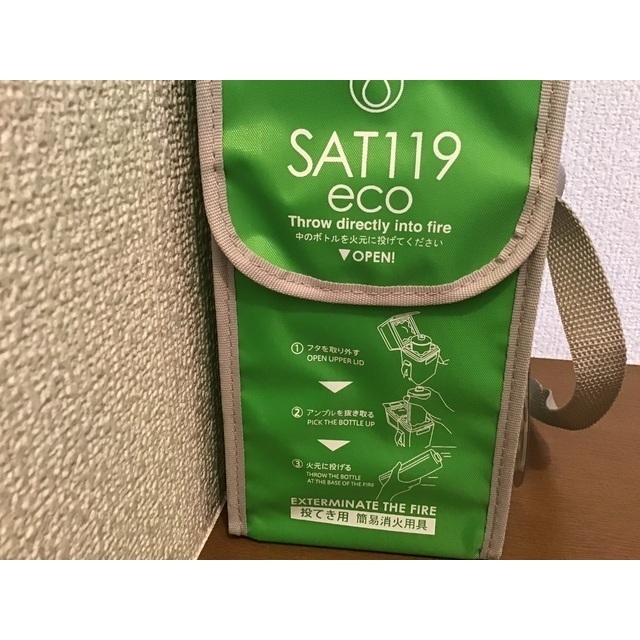 SAT119
eco
Throw directly into fire
中のボトルを火元に投げてください
▼OPEN!
① フタを取り外す
OPEN UPPER LID
② アンプルを抜き取る
PICK THE BOTTLE UP
③ 火元に投げる
THROW THE BOTTLE
AT THE BASE OF THE FIRE
EXTERMINATE THE FIRE
投てき用 簡易消火用具